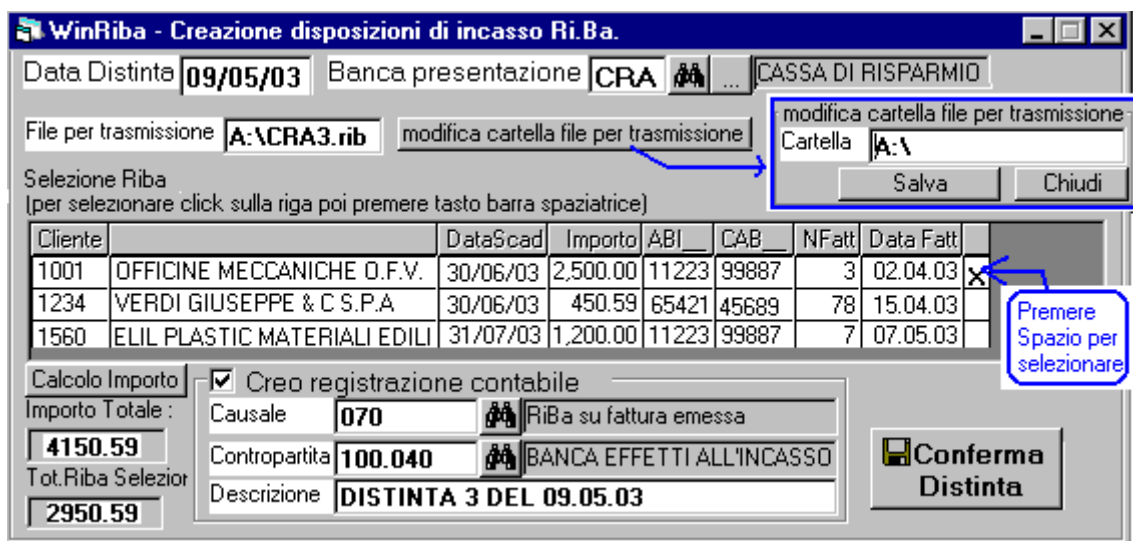 WinRiba - Creazione disposizioni di incasso Ri.Ba.
Data Distinta 09/05/03 Banca presentazione CRA ... CASSA DI RISPARMIO
File per trasmissione A:\CRA3.rib modifica cartella file per trasmissione
modifica cartella file per trasmissione
Cartella A:\
Salva Chiudi
Selezione Riba
(per selezionare click sulla riga poi premere tasto barra spaziatrice)
Cliente DataScad Importo ABI__ CAB__ NFatt Data Fatt
1001 OFFICINE MECCANICHE O.F.V. 30/06/03 2,500.00 11223 99887 3 02.04.03 X
1234 VERDI GIUSEPPE & C S.P.A 30/06/03 450.59 65421 45689 78 15.04.03
1560 ELIL PLASTIC MATERIALI EDILI 31/07/03 1,200.00 11223 99887 7 07.05.03
Premere
Spazio per
selezionare
Calcolo Importo
Importo Totale :
4150.59
Tot.Riba Selezior
2950.59
Creo registrazione contabile
Causale 070 RiBa su fattura emessa
Contropartita 100.040 BANCA EFFETTI ALL'INCASSO
Descrizione DISTINTA 3 DEL 09.05.03
Conferma
Distinta